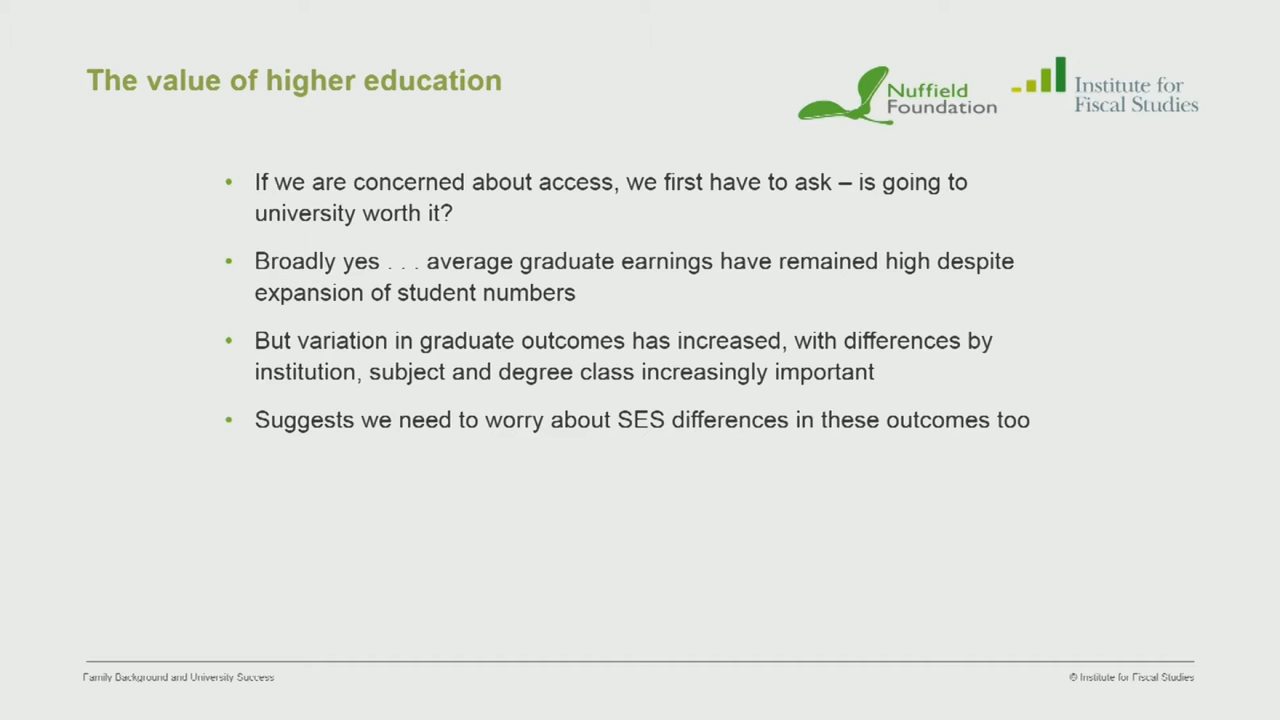 The value of higher education
Nuffield
Foundation
Institute for
Fiscal Studies
• If we are concerned about access, we first have to ask – is going to
university worth it?
• Broadly yes . . . average graduate earnings have remained high despite
expansion of student numbers
• But variation in graduate outcomes has increased, with differences by
institution, subject and degree class increasingly important
• Suggests we need to worry about SES differences in these outcomes too
Family Background and University Success
© Institute for Fiscal Studies